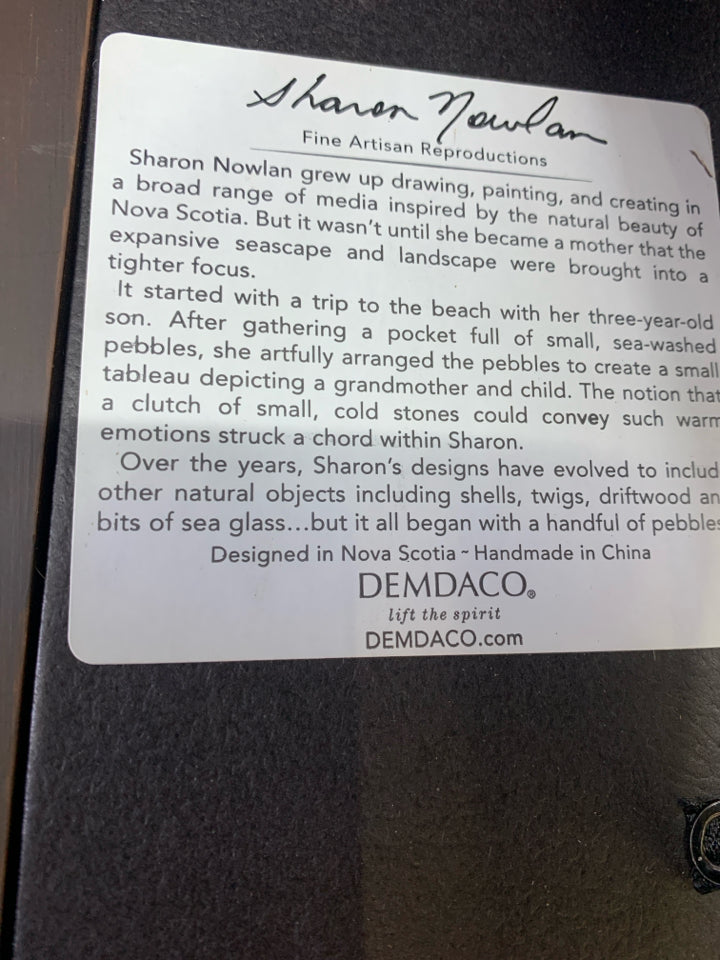 Sharon Nowlan
Fine Artisan Reproductions
Sharon Nowlan grew up drawing, painting, and creating in
a broad range of media inspired by the natural beauty of
Nova Scotia. But it wasn't until she became a mother that the
expansive seascape and landscape were brought into a
tighter focus.
It started with a trip to the beach with her three-year-old
son. After gathering a pocket full of small, sea-washed
pebbles, she artfully arranged the pebbles to create a small
tableau depicting a grandmother and child. The notion that
a clutch of small, cold stones could convey such warm
emotions struck a chord within Sharon.
Over the years, Sharon's designs have evolved to includ
other natural objects including shells, twigs, driftwood an
bits of sea glass...but it all began with a handful of pebbles
Designed in Nova Scotia ~ Handmade in China
DEMDACO®
lift the spirit
DEMDACO.com